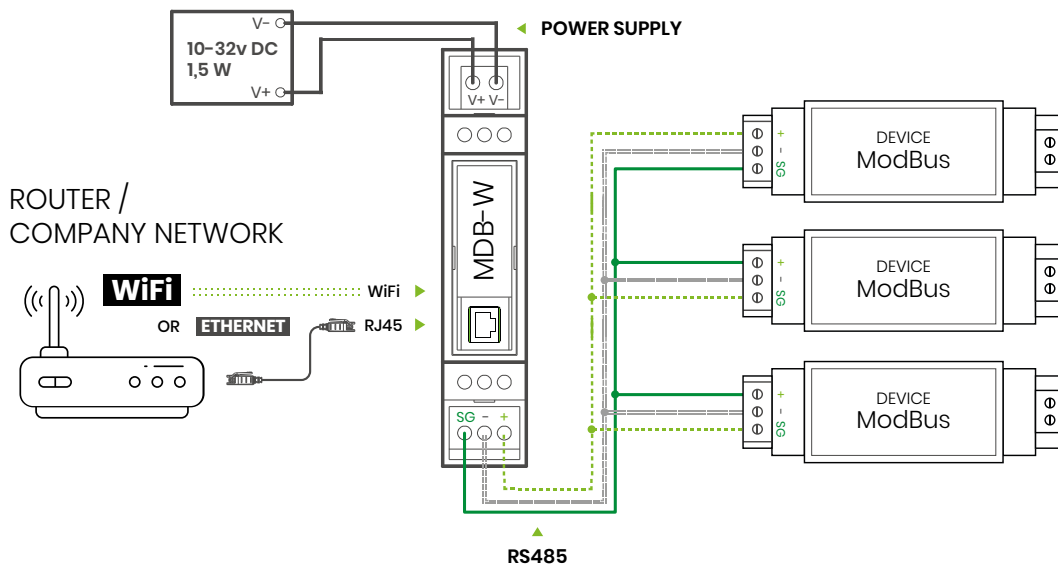 V-
10-32v DC
1,5 W
V+
POWER SUPPLY
V+ V-
MDB-W
ROUTER /
COMPANY NETWORK
WiFi
WiFi
OR ETHERNET
RJ45
SG - +
RS485
+
-
SG
DEVICE
ModBus
+
-
SG
DEVICE
ModBus
+
-
SG
DEVICE
ModBus